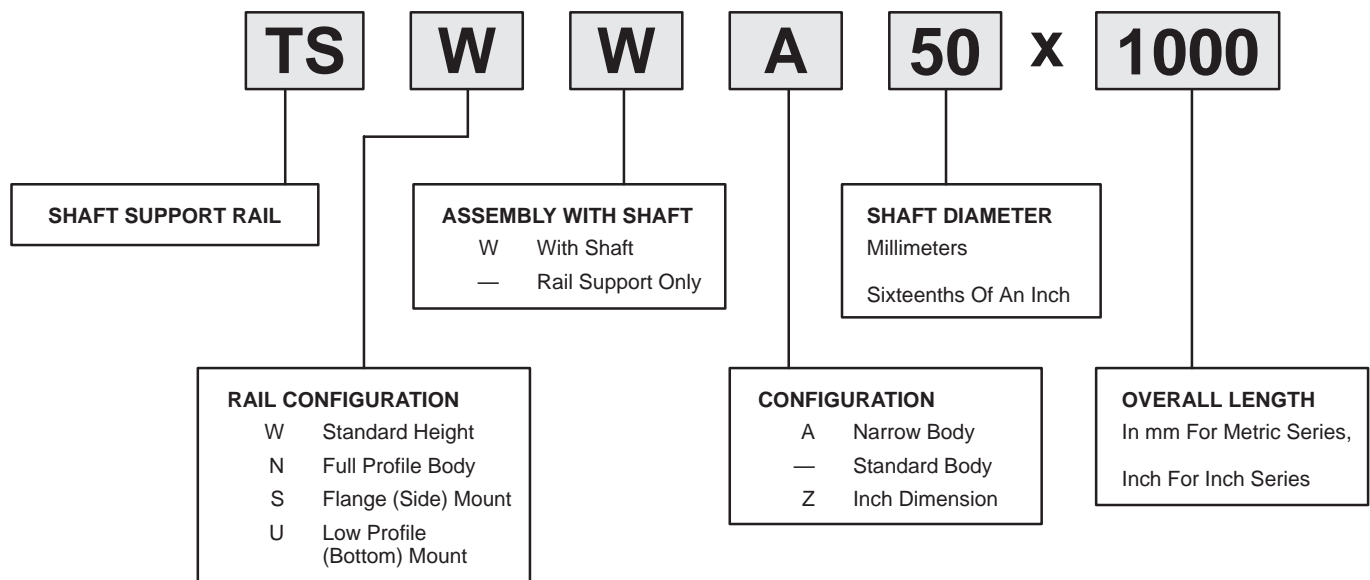 TS W W A 50 x 1000
SHAFT SUPPORT RAIL
ASSEMBLY WITH SHAFT
W With Shaft
— Rail Support Only
SHAFT DIAMETER
Millimeters
Sixteenths Of An Inch
RAIL CONFIGURATION
W Standard Height
N Full Profile Body
S Flange (Side) Mount
U Low Profile
(Bottom) Mount
CONFIGURATION
A Narrow Body
— Standard Body
Z Inch Dimension
OVERALL LENGTH
In mm For Metric Series,
Inch For Inch Series